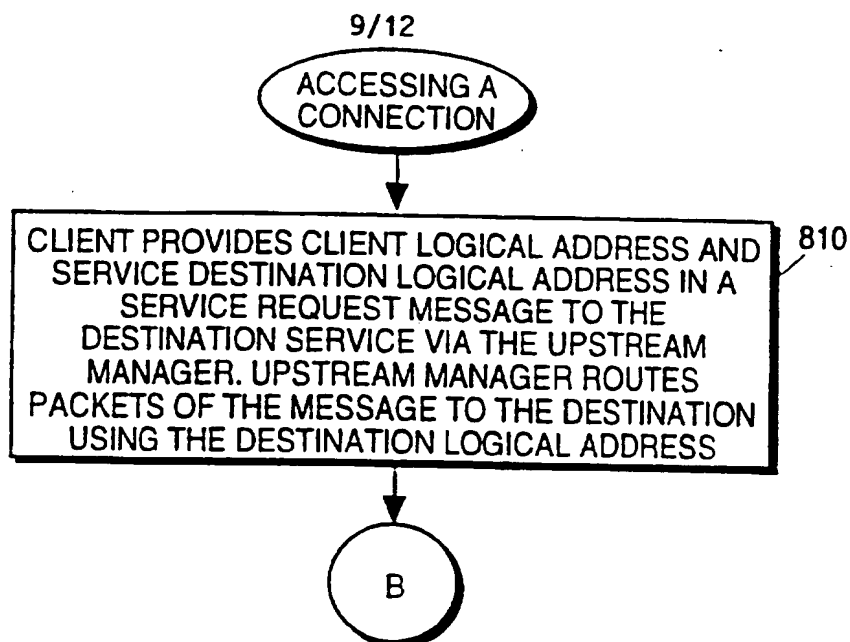 9/12
ACCESSING A
CONNECTION
CLIENT PROVIDES CLIENT LOGICAL ADDRESS AND
SERVICE DESTINATION LOGICAL ADDRESS IN A
SERVICE REQUEST MESSAGE TO THE
DESTINATION SERVICE VIA THE UPSTREAM
MANAGER. UPSTREAM MANAGER ROUTES
PACKETS OF THE MESSAGE TO THE DESTINATION
USING THE DESTINATION LOGICAL ADDRESS
810
B